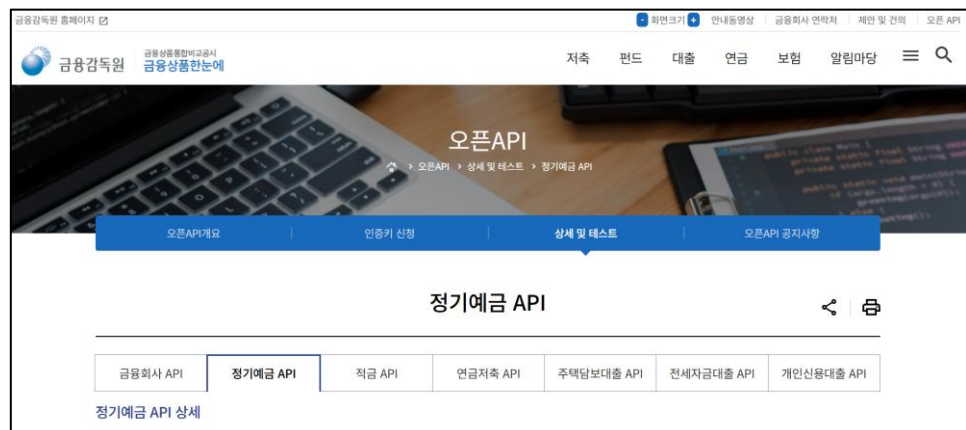 금융감독원 홈페이지
- 화면크기 + 안내동영상 금융회사 연락처 제안 및 건의 오픈 API
금융감독원 금융상품통합비교공시
금융상품한눈에
저축 펀드 대출 연금 보험 알림마당
오픈API
> 오픈API > 상세 및 테스트 > 정기예금 API
오픈API개요 인증키 신청 상세 및 테스트 오픈API 공지사항
정기예금 API
금융회사 API 정기예금 API 적금 API 연금저축 API 주택담보대출 API 전세자금대출 API 개인신용대출 API
정기예금 API 상세